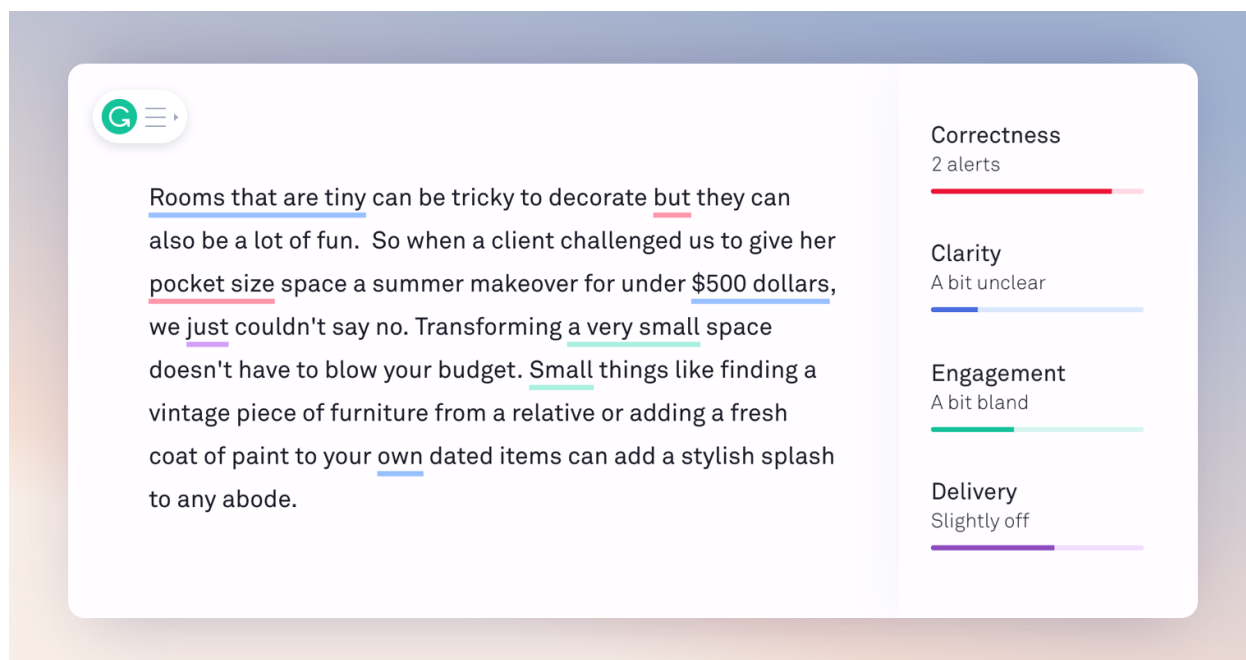 Rooms that are tiny can be tricky to decorate but they can
also be a lot of fun.  So when a client challenged us to give her
pocket size space a summer makeover for under $500 dollars,
we just couldn't say no. Transforming a very small space
doesn't have to blow your budget. Small things like finding a
vintage piece of furniture from a relative or adding a fresh
coat of paint to your own dated items can add a stylish splash
to any abode.
Correctness
2 alerts
Clarity
A bit unclear
Engagement
A bit bland
Delivery
Slightly off